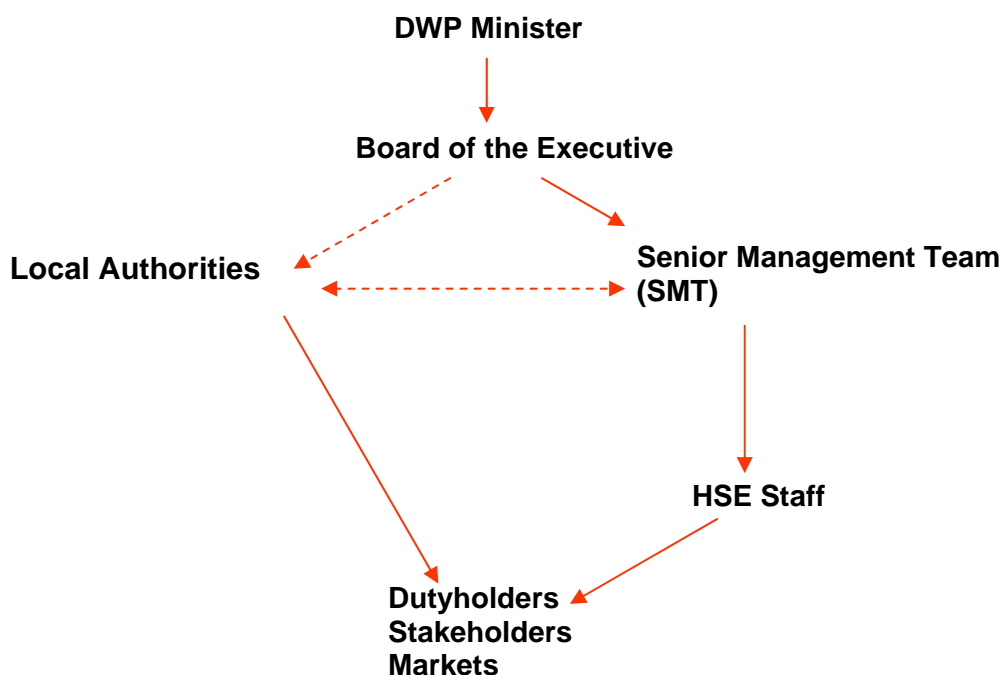 DWP Minister
Board of the Executive
Local Authorities
Senior Management Team
(SMT)
HSE Staff
Dutyholders
Stakeholders
Markets